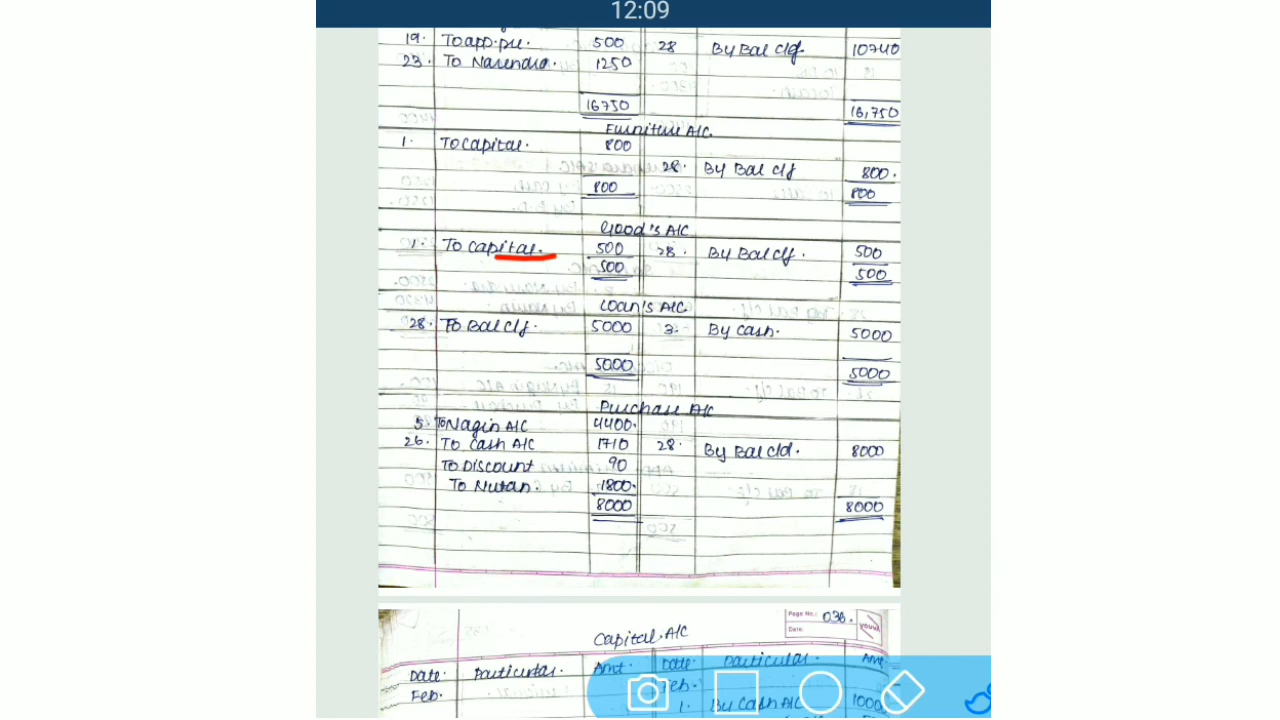 12:09
19. To app. pre. 500 28 By Bal c/f 10740
23. To Narendra. 1250
16750 16,750
Furniture A/C.
1. To capital. 800
28. By Bal c/f 800.
800 800
Good's A/C
1. To capital. 500 28. By Bal c/f. 500
500 500
Loan's A/C
28. To Bal c/f. 5000 3. By Cash. 5000
5000 5000
Purchase A/C
5. To Nagin A/C 4400.
26. To Cash A/C 1710 28. By Bal c/d. 8000
To Discount 90
To Nutan. 1800.
8000 8000
Page No.: 036.
Date:
Capital A/C
Date. Particular. Amt. Date. Particular. Amt.
Feb. Feb.
1. By Cash A/C 1000